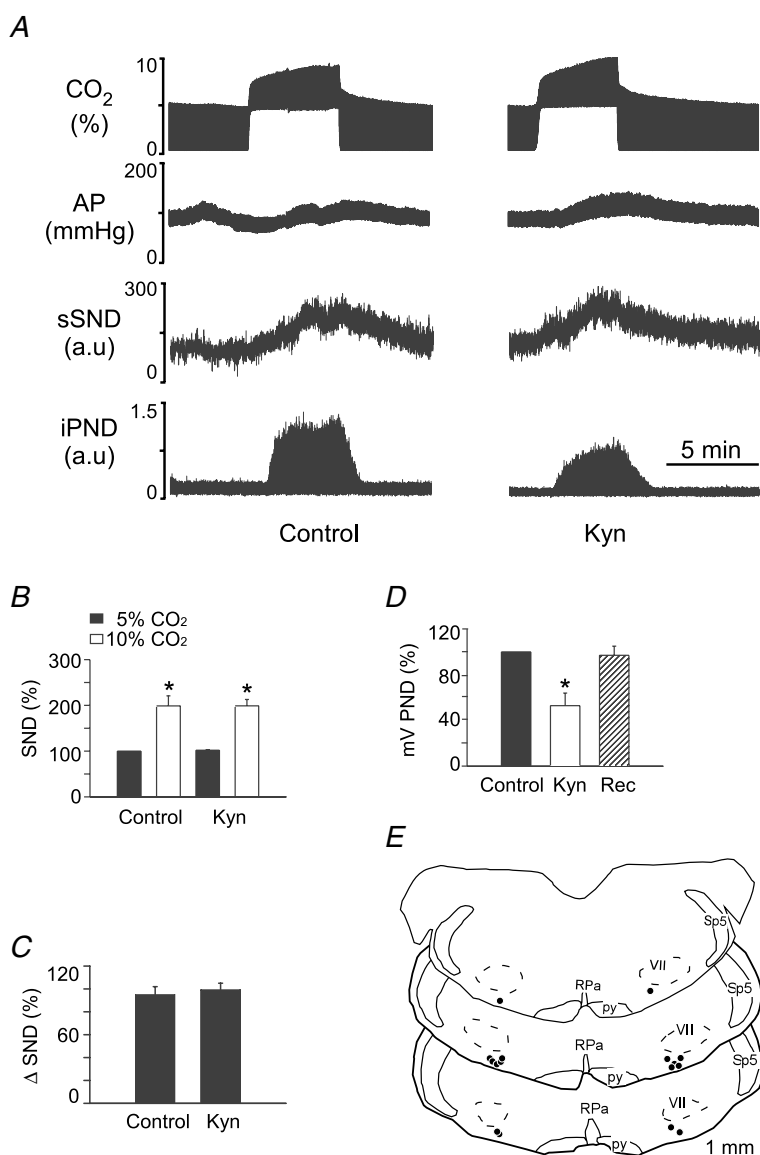 A
CO2
(%)
10
0
AP
(mmHg)
200
0
sSND
(a.u)
300
0
iPND
(a.u)
1.5
0
5 min
Control
Kyn
B
5% CO2
10% CO2
SND (%)
300
200
100
0
*
*
Control
Kyn
C
Δ SND (%)
120
60
0
Control
Kyn
D
mV PND (%)
120
80
40
0
*
Control
Kyn
Rec
E
Sp5
VII
RPa
py
Sp5
VII
RPa
py
Sp5
VII
RPa
py
1 mm